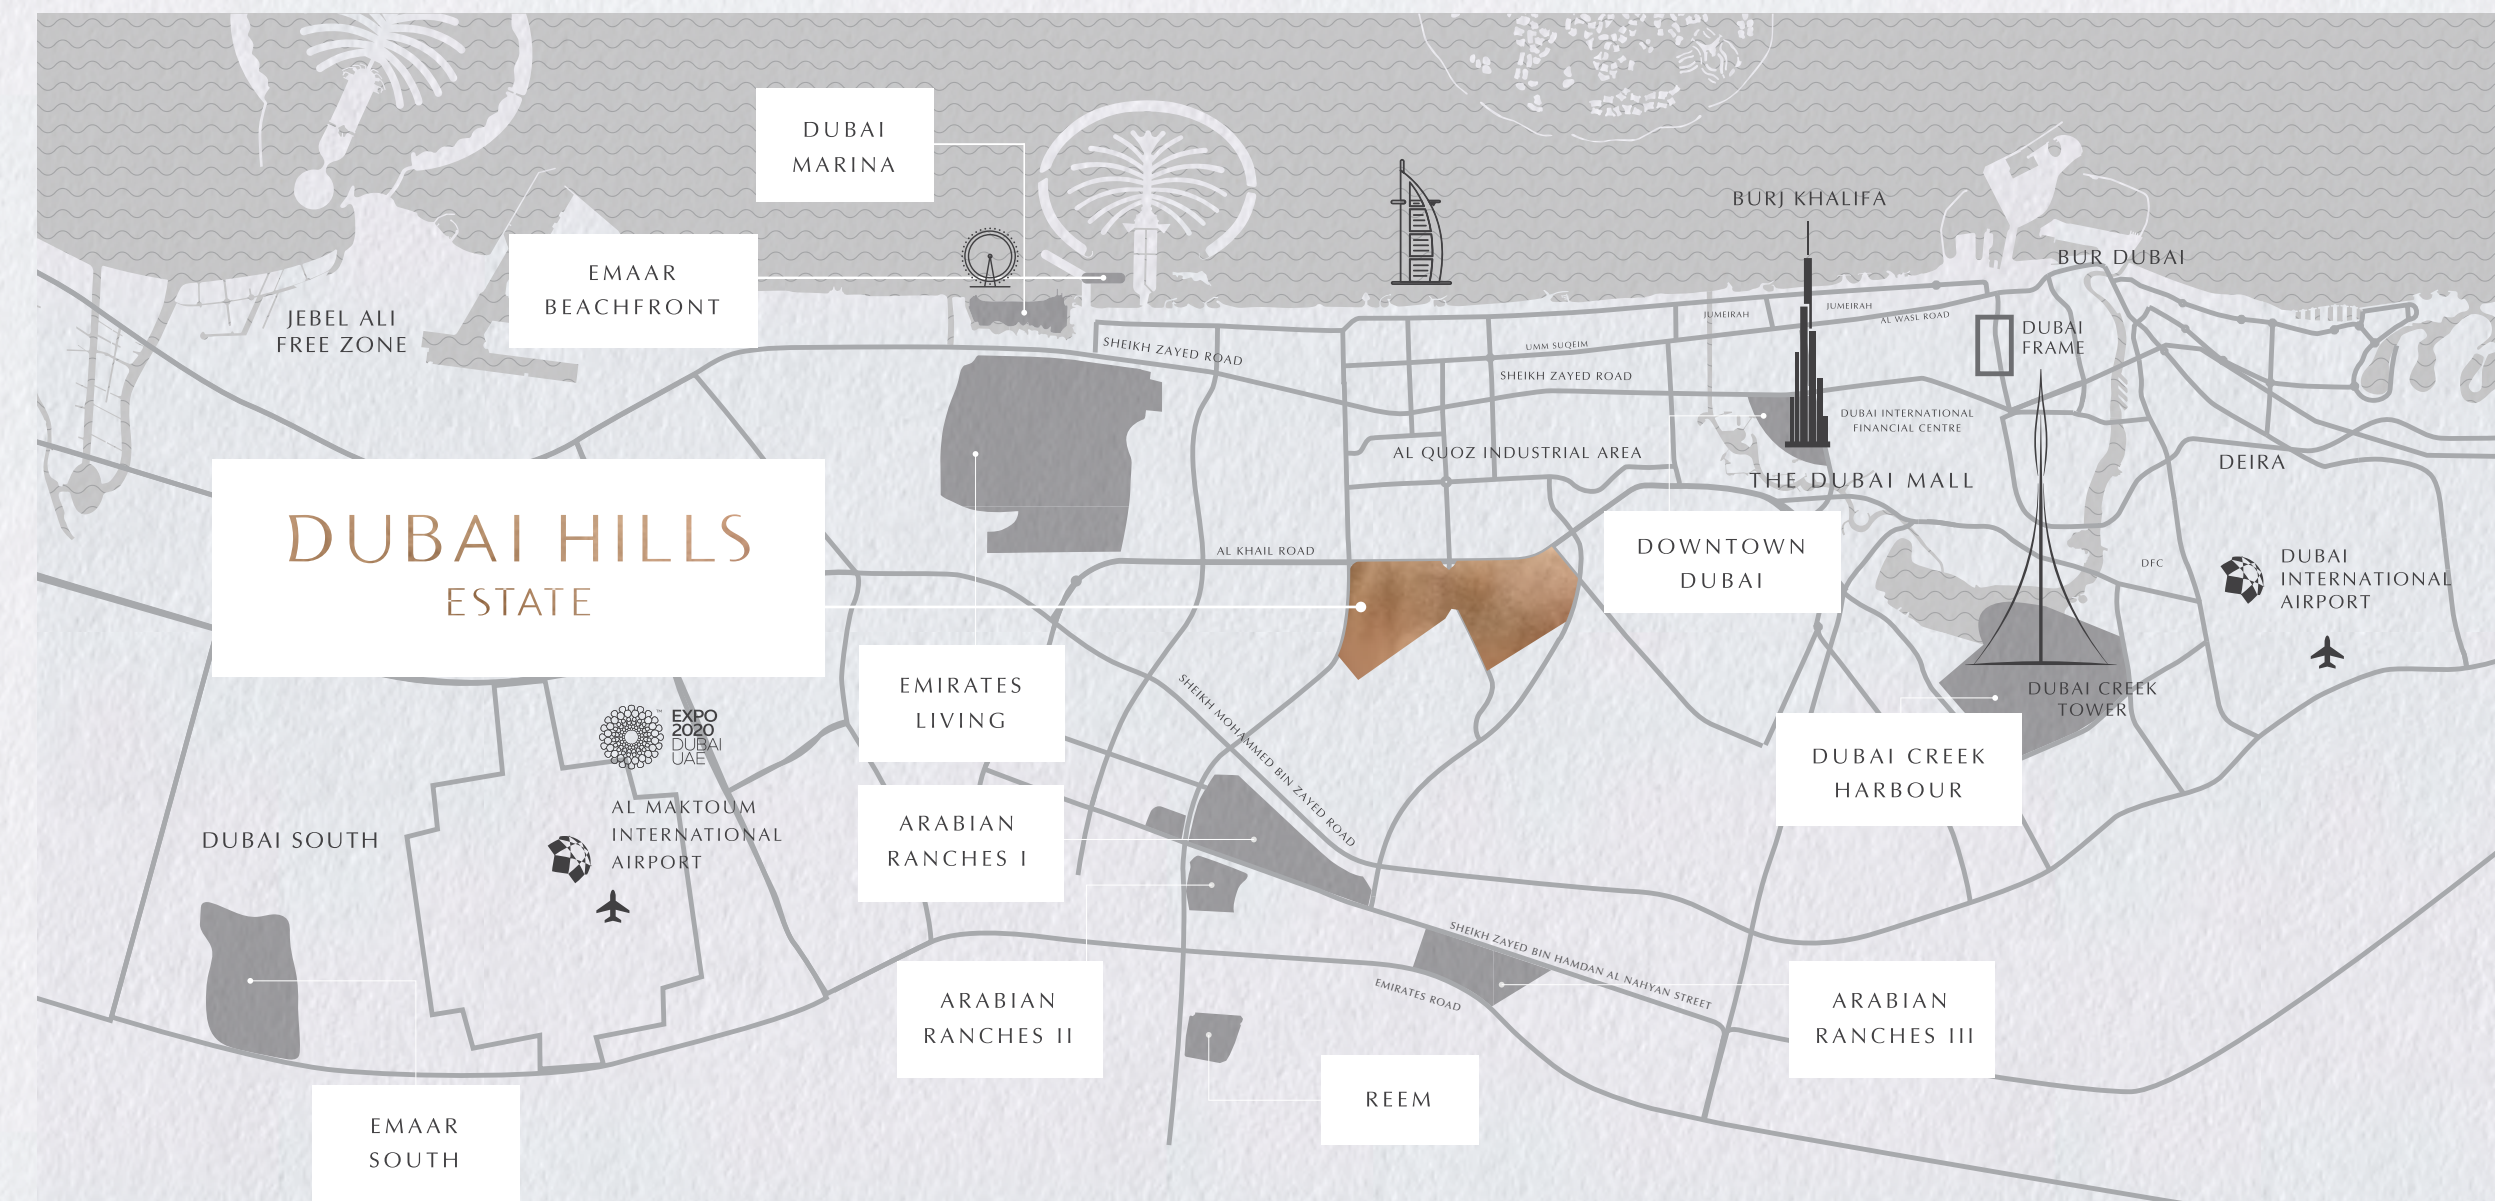 DUBAI
MARINA
BURJ KHALIFA
BUR DUBAI
EMAAR
BEACHFRONT
JEBEL ALI
FREE ZONE
JUMEIRAH
JUMEIRAH
AL WASL ROAD
DUBAI
FRAME
SHEIKH ZAYED ROAD
UMM SUQEIM
SHEIKH ZAYED ROAD
DUBAI INTERNATIONAL
FINANCIAL CENTRE
AL QUOZ INDUSTRIAL AREA
THE DUBAI MALL
DEIRA
DUBAI HILLS
ESTATE
AL KHAIL ROAD
DOWNTOWN
DUBAI
DFC
DUBAI
INTERNATIONAL
AIRPORT
EMIRATES
LIVING
SHEIKH MOHAMMED BIN ZAYED ROAD
DUBAI CREEK
TOWER
DUBAI CREEK
HARBOUR
EXPO
2020
DUBAI
UAE
TM
AL MAKTOUM
INTERNATIONAL
AIRPORT
DUBAI SOUTH
ARABIAN
RANCHES I
SHEIKH ZAYED BIN HAMDAN AL NAHYAN STREET
EMIRATES ROAD
ARABIAN
RANCHES II
ARABIAN
RANCHES III
REEM
EMAAR
SOUTH